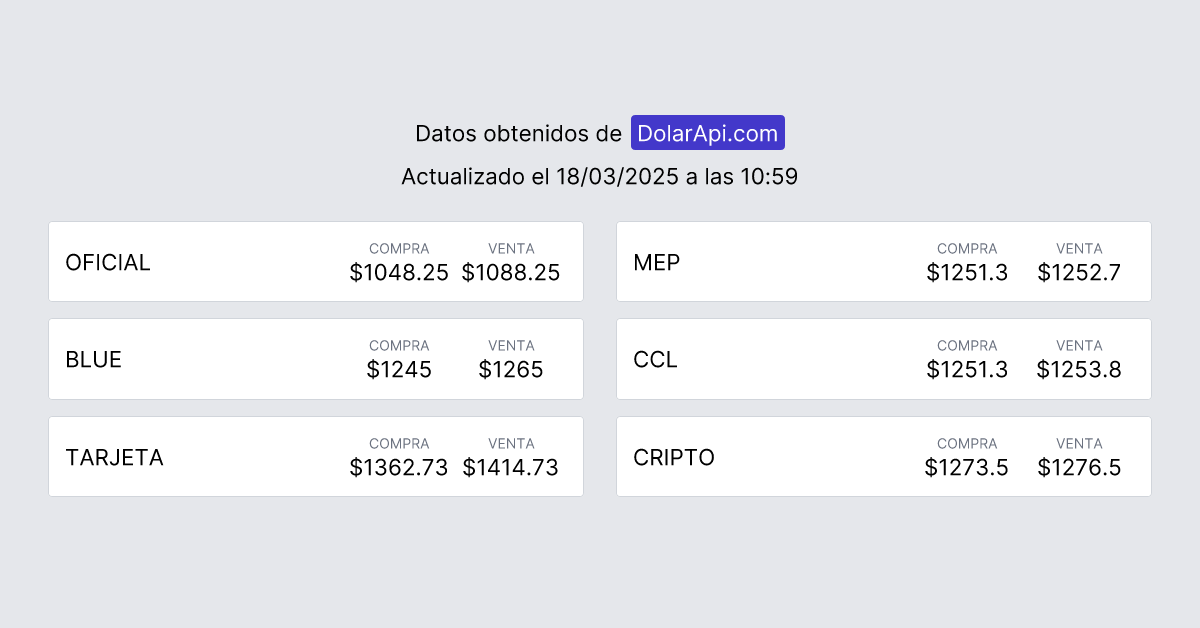 Datos obtenidos de DolarApi.com
Actualizado el 18/03/2025 a las 10:59
OFICIAL
COMPRA VENTA
$1048.25 $1088.25
MEP
COMPRA VENTA
$1251.3 $1252.7
BLUE
COMPRA VENTA
$1245 $1265
CCL
COMPRA VENTA
$1251.3 $1253.8
TARJETA
COMPRA VENTA
$1362.73 $1414.73
CRIPTO
COMPRA VENTA
$1273.5 $1276.5